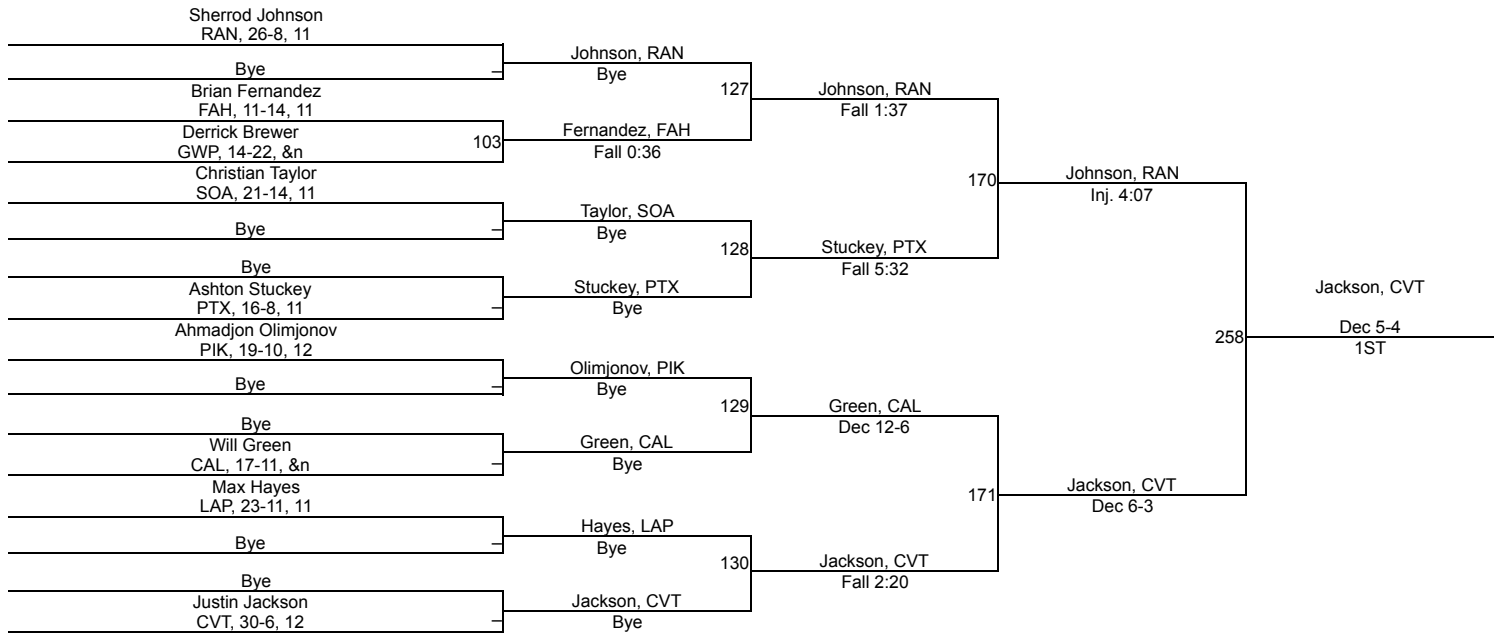 Sherrod Johnson
RAN, 26-8, 11
Bye
Brian Fernandez
FAH, 11-14, 11
Derrick Brewer
GWP, 14-22, &n
Christian Taylor
SOA, 21-14, 11
Bye
Bye
Ashton Stuckey
PTX, 16-8, 11
Ahmadjon Olimjonov
PIK, 19-10, 12
Bye
Bye
Will Green
CAL, 17-11, &n
Max Hayes
LAP, 23-11, 11
Bye
Bye
Justin Jackson
CVT, 30-6, 12
Johnson, RAN
Bye
103
Fernandez, FAH
Fall 0:36
Taylor, SOA
Bye
Stuckey, PTX
Bye
Olimjonov, PIK
Bye
Green, CAL
Bye
Hayes, LAP
Bye
Jackson, CVT
Bye
127
Johnson, RAN
Fall 1:37
128
Stuckey, PTX
Fall 5:32
129
Green, CAL
Dec 12-6
130
Jackson, CVT
Fall 2:20
170
Johnson, RAN
Inj. 4:07
171
Jackson, CVT
Dec 6-3
258
Jackson, CVT
Dec 5-4
1ST